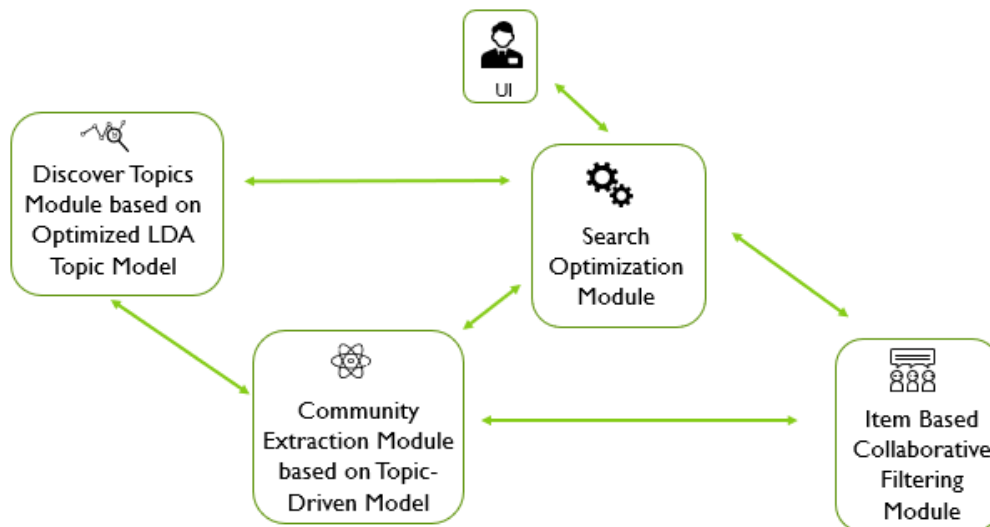 UI
Discover Topics
Module based on
Optimized LDA
Topic Model
Search
Optimization
Module
Community
Extraction Module
based on Topic-
Driven Model
Item Based
Collaborative
Filtering
Module